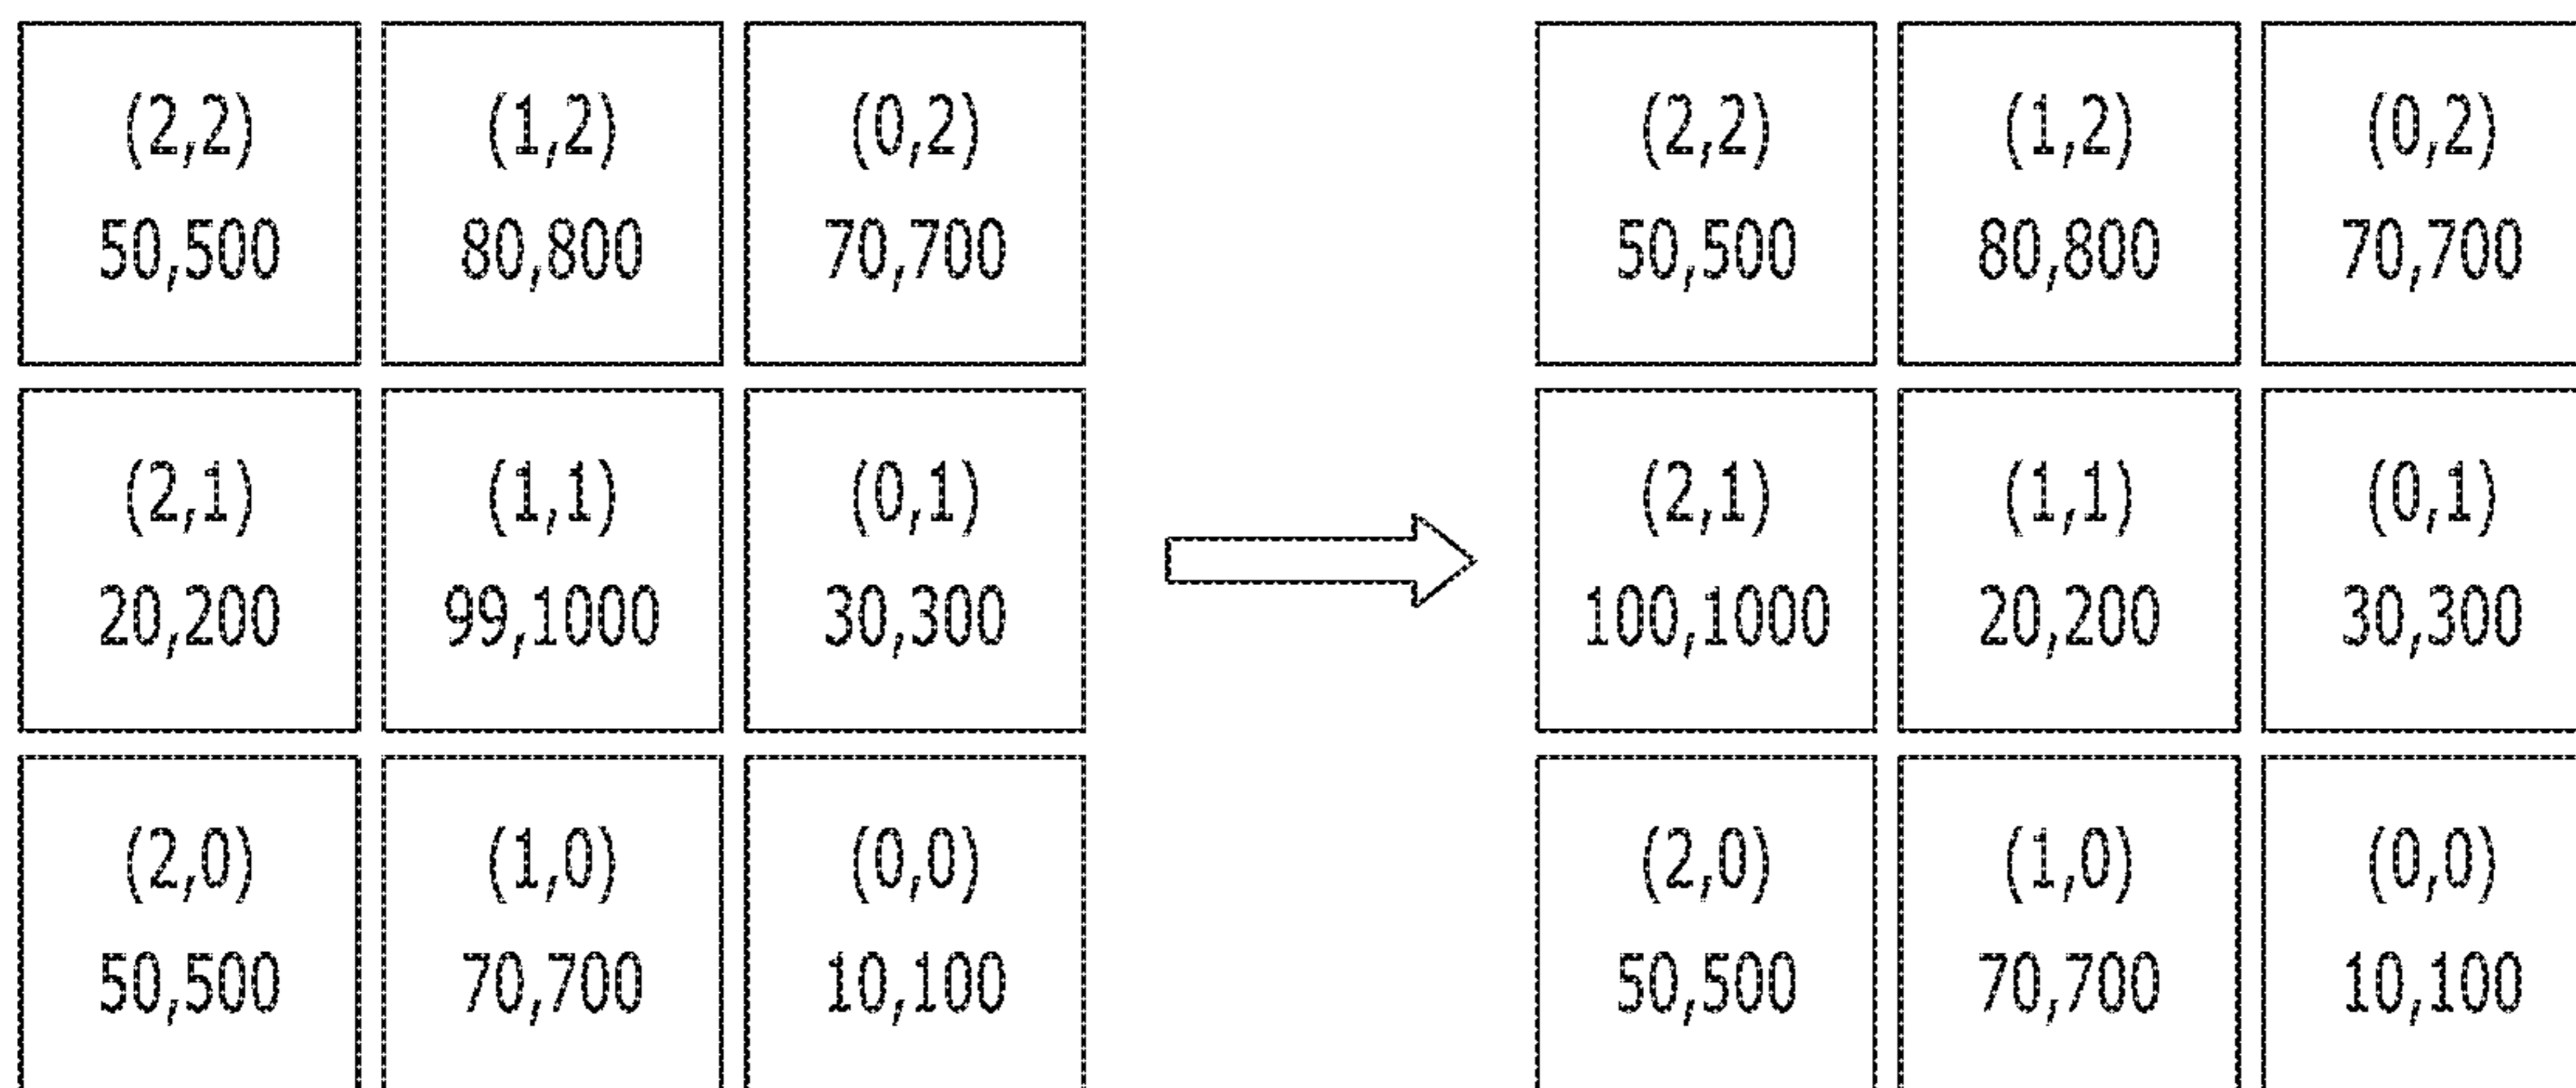 (2,2) (1,2) (0,2) (2,2) (1,2) (0,2)
50,500 80,800 70,700 50,500 80,800 70,700
(2,1) (1,1) (0,1) (2,1) (1,1) (0,1)
20,200 99,1000 30,300 100,1000 20,200 30,300
(2,0) (1,0) (0,0) (2,0) (1,0) (0,0)
50,500 70,700 10,100 50,500 70,700 10,100